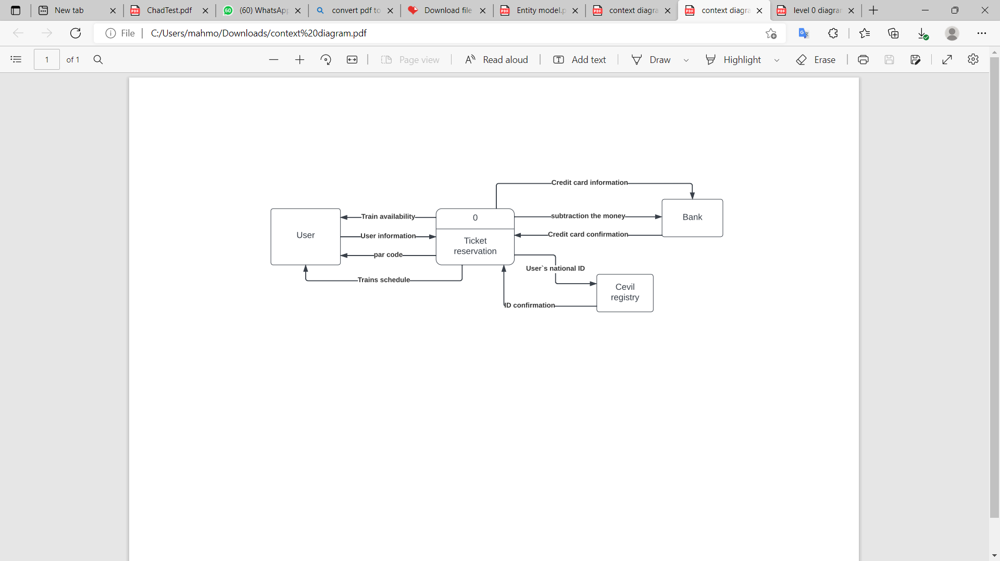 New tab
ChadTest.pdf
60
(60) WhatsApp
convert pdf to
Download file
Entity model.p
context diagra
context diagra
level 0 diagram
File
C:/Users/mahmo/Downloads/context%20diagram.pdf
1
of 1
Page view
Read aloud
Add text
Draw
Highlight
Erase
Credit card information
Train availability
0
subtraction the money
Bank
User
User information
Ticket
reservation
Credit card confirmation
par code
User`s national ID
Trains schedule
Cevil
registry
ID confirmation